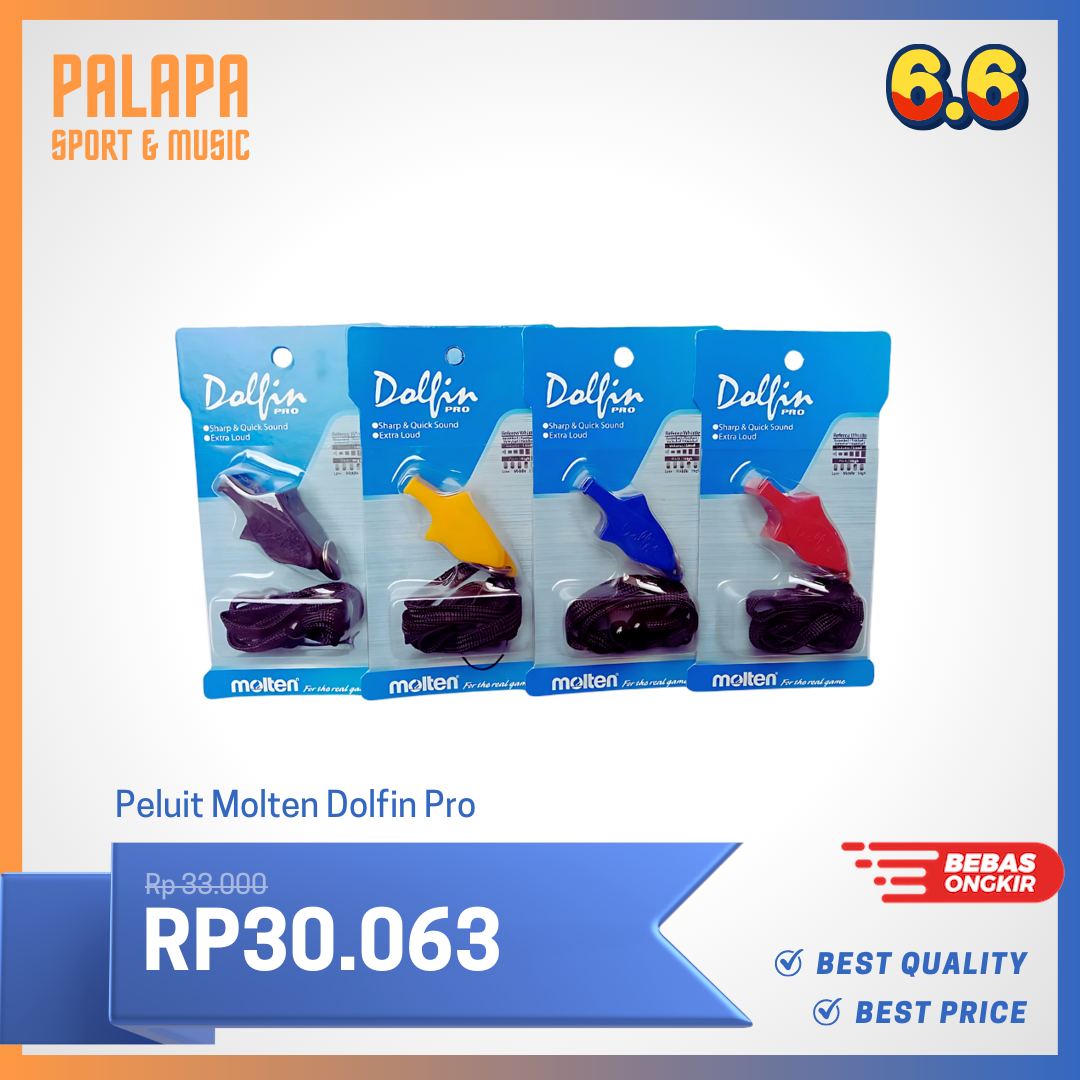 PALAPA
SPORT & MUSIC
6.6
Dolfin
PRO
Sharp & Quick Sound
Extra Loud
Dolfin
PRO
Sharp & Quick Sound
Extra Loud
Dolfin
PRO
Sharp & Quick Sound
Extra Loud
Dolfin
PRO
Sharp & Quick Sound
Extra Loud
molten For the real
molten For the real game
molten For the real game
molten For the real game
Peluit Molten Dolfin Pro
Rp 33.000
RP30.063
BEBAS
ONGKIR
BEST QUALITY
BEST PRICE